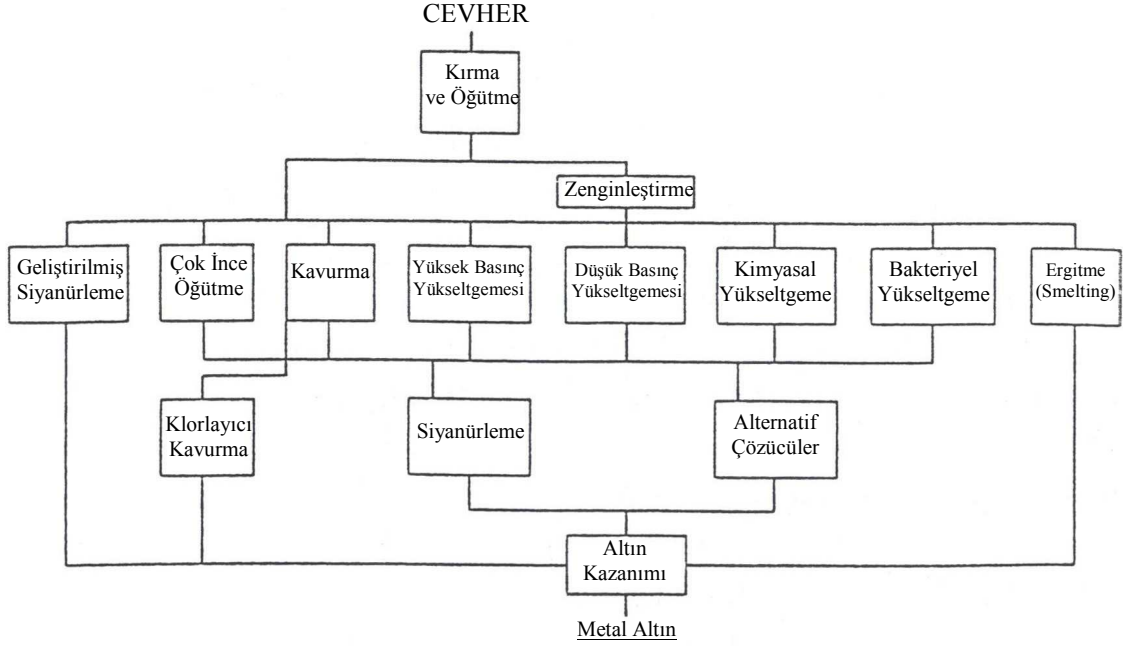 CEVHER
Kırma
ve Öğütme
Zenginleştirme
Geliştirilmiş
Siyanürleme
Çok İnce
Öğütme
Kavurma
Yüksek Basınç
Yükseltgemesi
Düşük Basınç
Yükseltgemesi
Kimyasal
Yükseltgeme
Bakteriyel
Yükseltgeme
Ergitme
(Smelting)
Klorlayıcı
Kavurma
Siyanürleme
Alternatif
Çözücüler
Altın
Kazanımı
Metal Altın